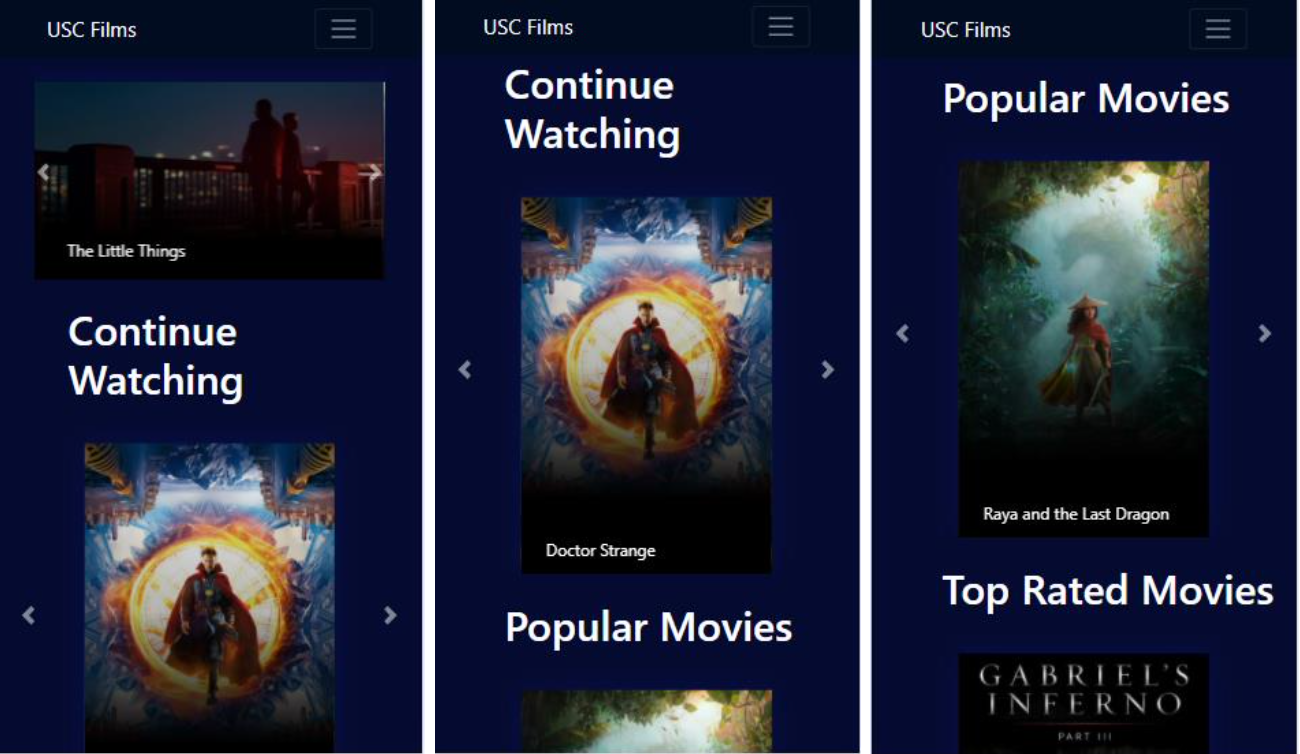 USC Films
The Little Things
Continue
Watching
USC Films
Continue
Watching
Doctor Strange
Popular Movies
USC Films
Popular Movies
Raya and the Last Dragon
Top Rated Movies
GABRIEL'S
INFERNO
PART III